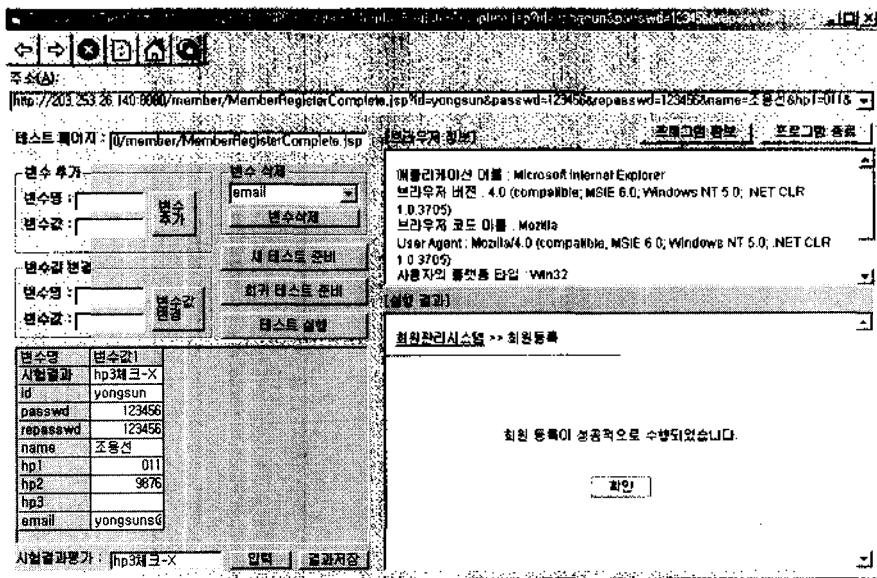 주소(A):
http://203.253.26.140:8080/member/MemberRegisterComplete.jsp?id=yongsun&passwd=123456&repasswd=123456&name=조용선&hp1=011&
테스트 페이지 : 0/member/MemberRegisterComplete.jsp
[브라우저 정보]
프로그램 정보
프로그램 종료
변수 추가
변수명 :
변수값 :
변수 추가
변수 삭제
email
변수삭제
새 테스트 준비
회귀 테스트 준비
테스트 실행
변수값 변경
변수명 :
변수값 :
변수값 변경
애플리케이션 이름 : Microsoft Internet Explorer
브라우저 버전 : 4.0 (compatible; MSIE 6.0; Windows NT 5.0; .NET CLR
1.0.3705)
브라우저 코드 이름 : Mozilla
User Agent : Mozilla/4.0 (compatible; MSIE 6.0; Windows NT 5.0; .NET CLR
1.0.3705)
사용자의 플랫폼 타입 : Win32
[실행 결과]
회원관리시스템 >> 회원등록
회원 등록이 성공적으로 수행되었습니다.
확인
변수명 변수값1
시험결과 hp3체크-X
id yongsun
passwd 123456
repasswd 123456
name 조용선
hp1 011
hp2 9876
hp3
email yongsuns@
시험결과평가 : hp3체크-X 입력 결과저장